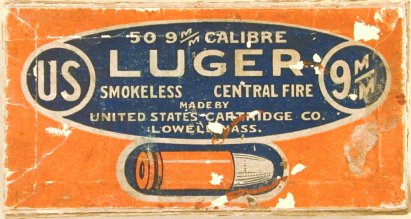 50 9 M/M CALIBRE
LUGER
US
9 M/M
SMOKELESS CENTRAL FIRE
MADE BY
UNITED STATES CARTRIDGE CO.
LOWELL, MASS.